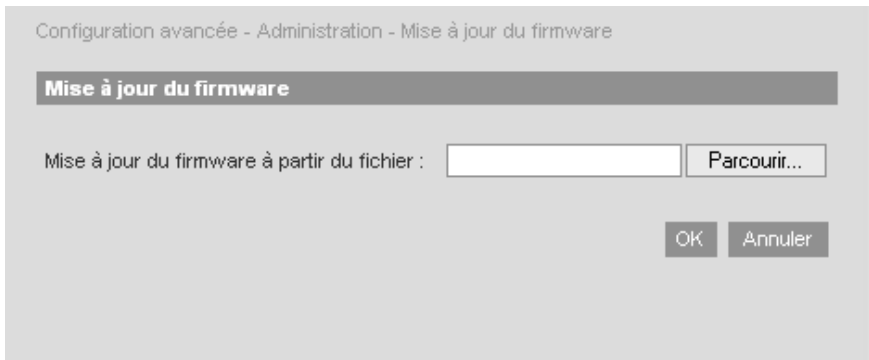 Configuration avancée - Administration - Mise à jour du firmware
Mise à jour du firmware
Mise à jour du firmware à partir du fichier : Parcourir...
OK Annuler